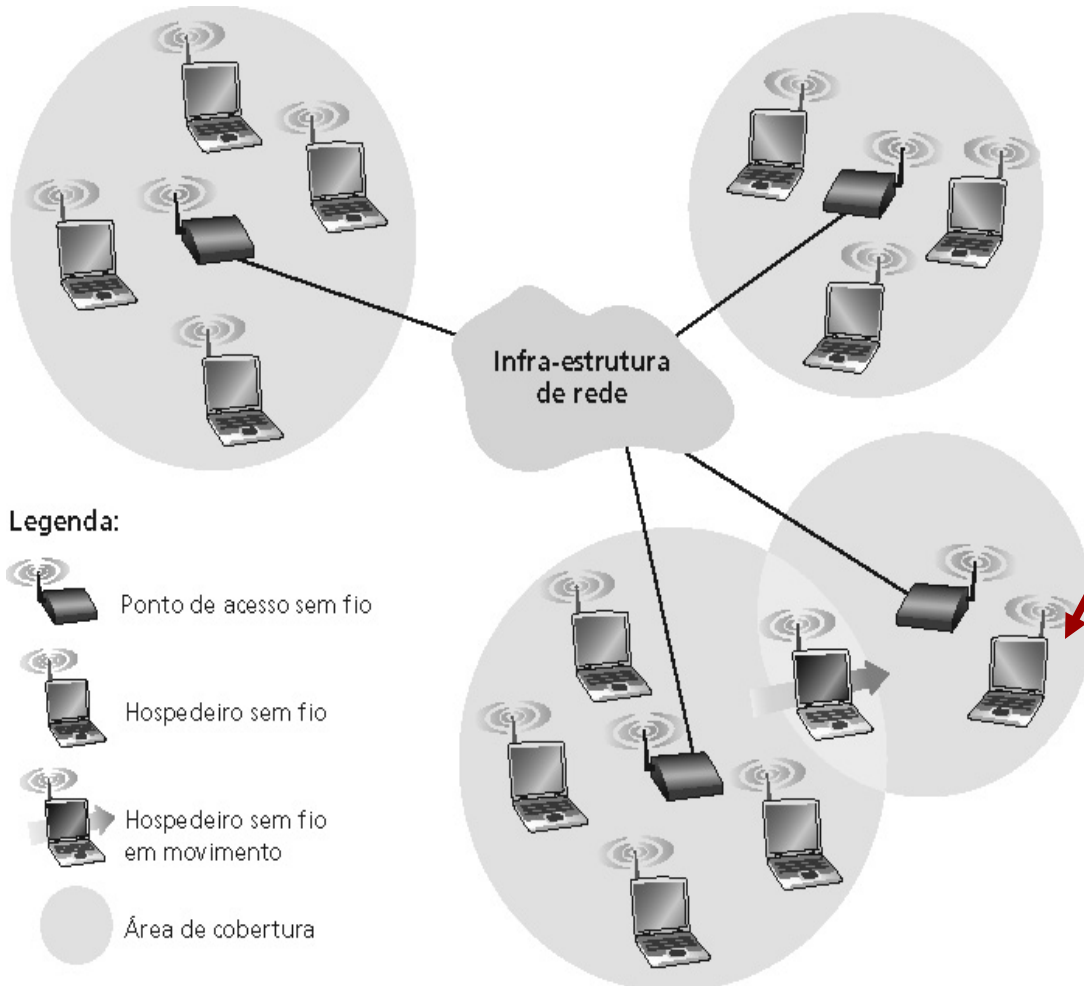 Infra-estrutura
de rede
Legenda:
Ponto de acesso sem fio
Hospedeiro sem fio
Hospedeiro sem fio
em movimento
Área de cobertura